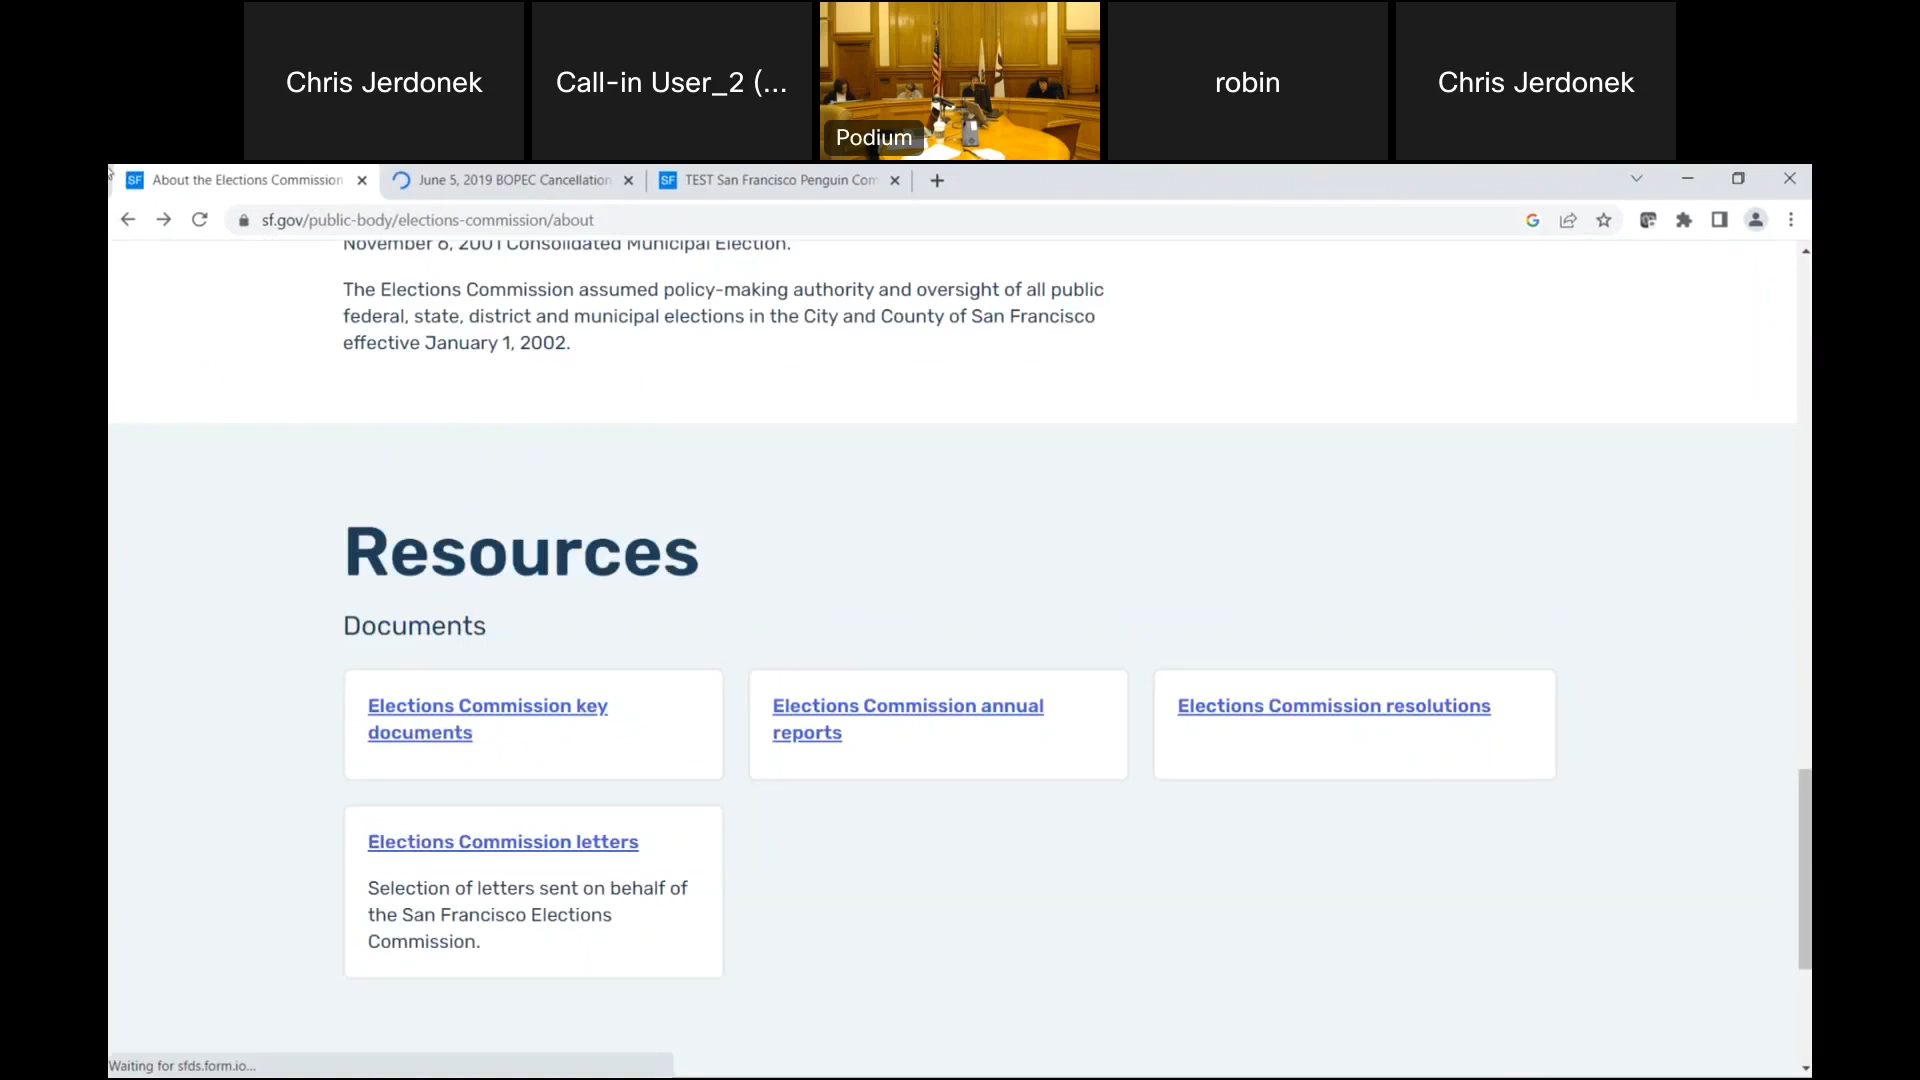 Chris Jerdonek
Call-in User_2 (...
Podium
robin
Chris Jerdonek
SF About the Elections Commission
June 5, 2019 BOPEC Cancellation
SF TEST San Francisco Penguin Com
sf.gov/public-body/elections-commission/about
November 6, 2001 Consolidated Municipal Election.
The Elections Commission assumed policy-making authority and oversight of all public
federal, state, district and municipal elections in the City and County of San Francisco
effective January 1, 2002.
Resources
Documents
Elections Commission key
documents
Elections Commission annual
reports
Elections Commission resolutions
Elections Commission letters
Selection of letters sent on behalf of
the San Francisco Elections
Commission.
Waiting for sfds.form.io...